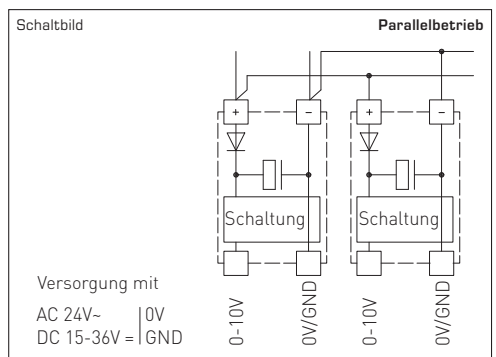 Schaltbild Parallelbetrieb
+ – + –
Schaltung Schaltung
Versorgung mit
AC 24V~ | 0V
DC 15-36V = | GND
0-10V 0V/GND 0-10V 0V/GND